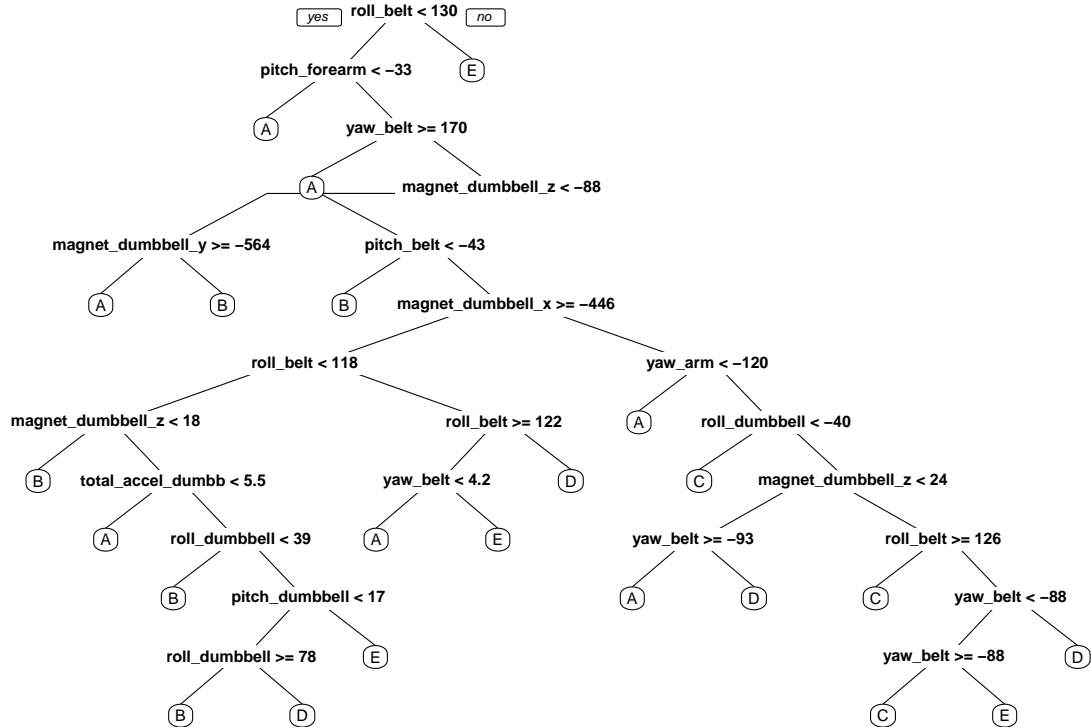 yes roll_belt < 130 no
pitch_forearm < −33 E
A yaw_belt >= 170
A magnet_dumbbell_z < −88
magnet_dumbbell_y >= −564 pitch_belt < −43
A B B magnet_dumbbell_x >= −446
roll_belt < 118 yaw_arm < −120
magnet_dumbbell_z < 18 roll_belt >= 122 A roll_dumbbell < −40
B total_accel_dumbb < 5.5 yaw_belt < 4.2 D C magnet_dumbbell_z < 24
A roll_dumbbell < 39 A E yaw_belt >= −93 roll_belt >= 126
B pitch_dumbbell < 17 A D C yaw_belt < −88
roll_dumbbell >= 78 E yaw_belt >= −88 D
B D C E